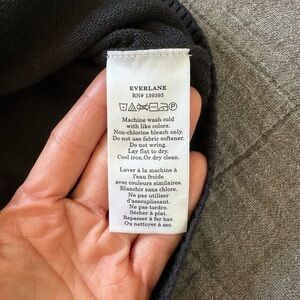 EVERLANE
RN# 139393
Machine wash cold
with like colors.
Non-chlorine bleach only.
Do not use fabric softener.
Do not wring.
Lay flat to dry.
Cool iron.Or dry clean.
Laver à la machine à
l'eau froide
avec couleurs similaires.
Blanchir sans chlore.
Ne pas utiliser
d'assouplissant.
Ne pas tordre.
Sécher à plat.
Repasser à fer bas.
Ou nettoyer à sec.